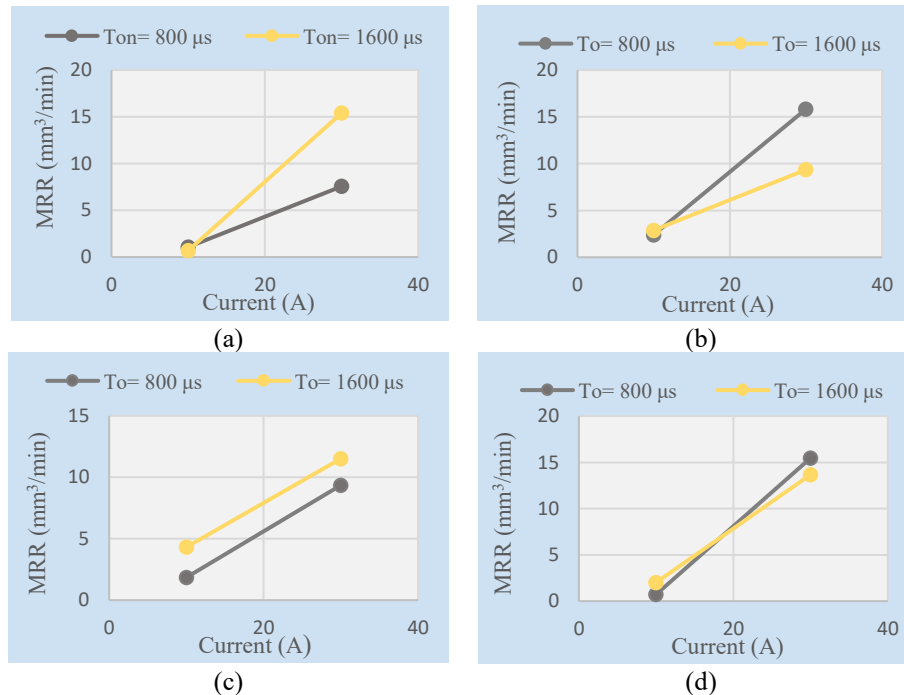 Ton= 800 μs Ton= 1600 μs
MRR (mm³/min)
20
15
10
5
0
0 20 40
Current (A)
(a)
To= 800 μs To= 1600 μs
MRR (mm³/min)
20
15
10
5
0
0 20 40
Current (A)
(b)
To= 800 μs To= 1600 μs
MRR (mm³/min)
15
10
5
0
0 20 40
Current (A)
(c)
To= 800 μs To= 1600 μs
MRR (mm³/min)
20
15
10
5
0
0 20 40
Current (A)
(d)